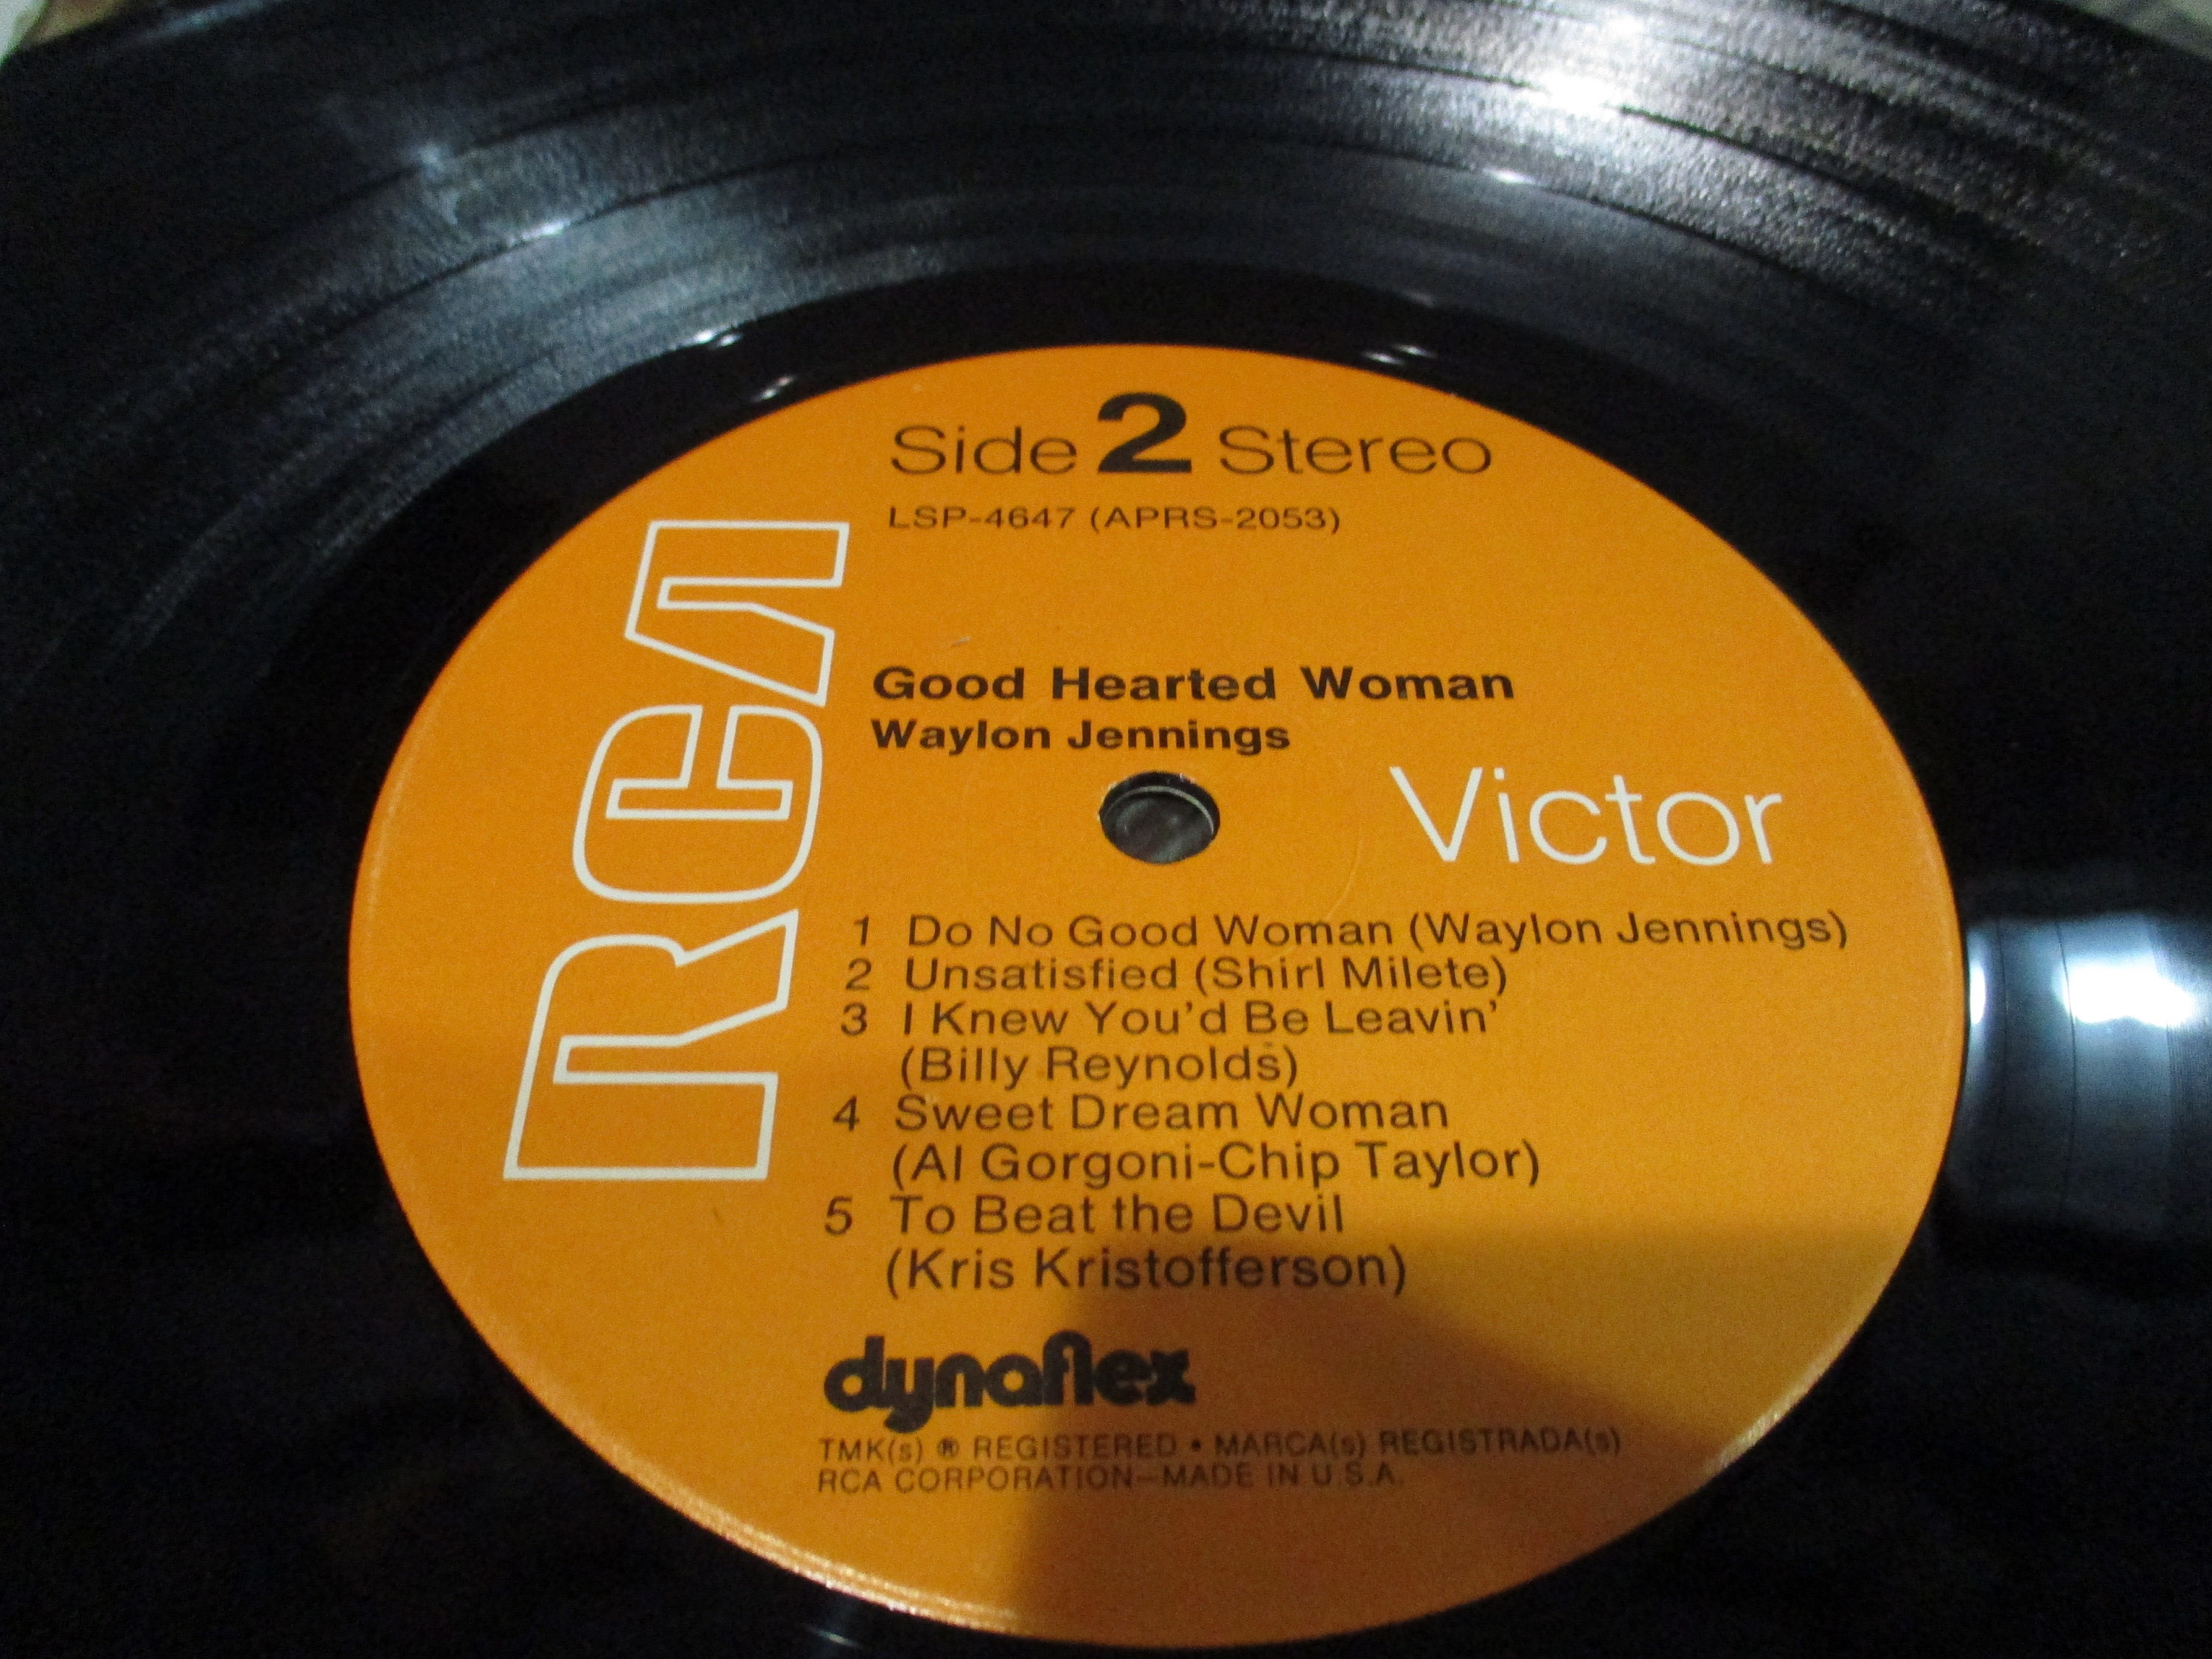 Side 2 Stereo
LSP-4647 (APRS-2053)
RCA
Good Hearted Woman
Waylon Jennings
Victor
1 Do No Good Woman (Waylon Jennings)
2 Unsatisfied (Shirl Milete)
3 I Knew You'd Be Leavin'
(Billy Reynolds)
4 Sweet Dream Woman
(Al Gorgoni-Chip Taylor)
5 To Beat the Devil
(Kris Kristofferson)
dynaflex
TMK(s) ® REGISTERED • MARCA(s) REGISTRADA(s)
RCA CORPORATION—MADE IN U.S.A.